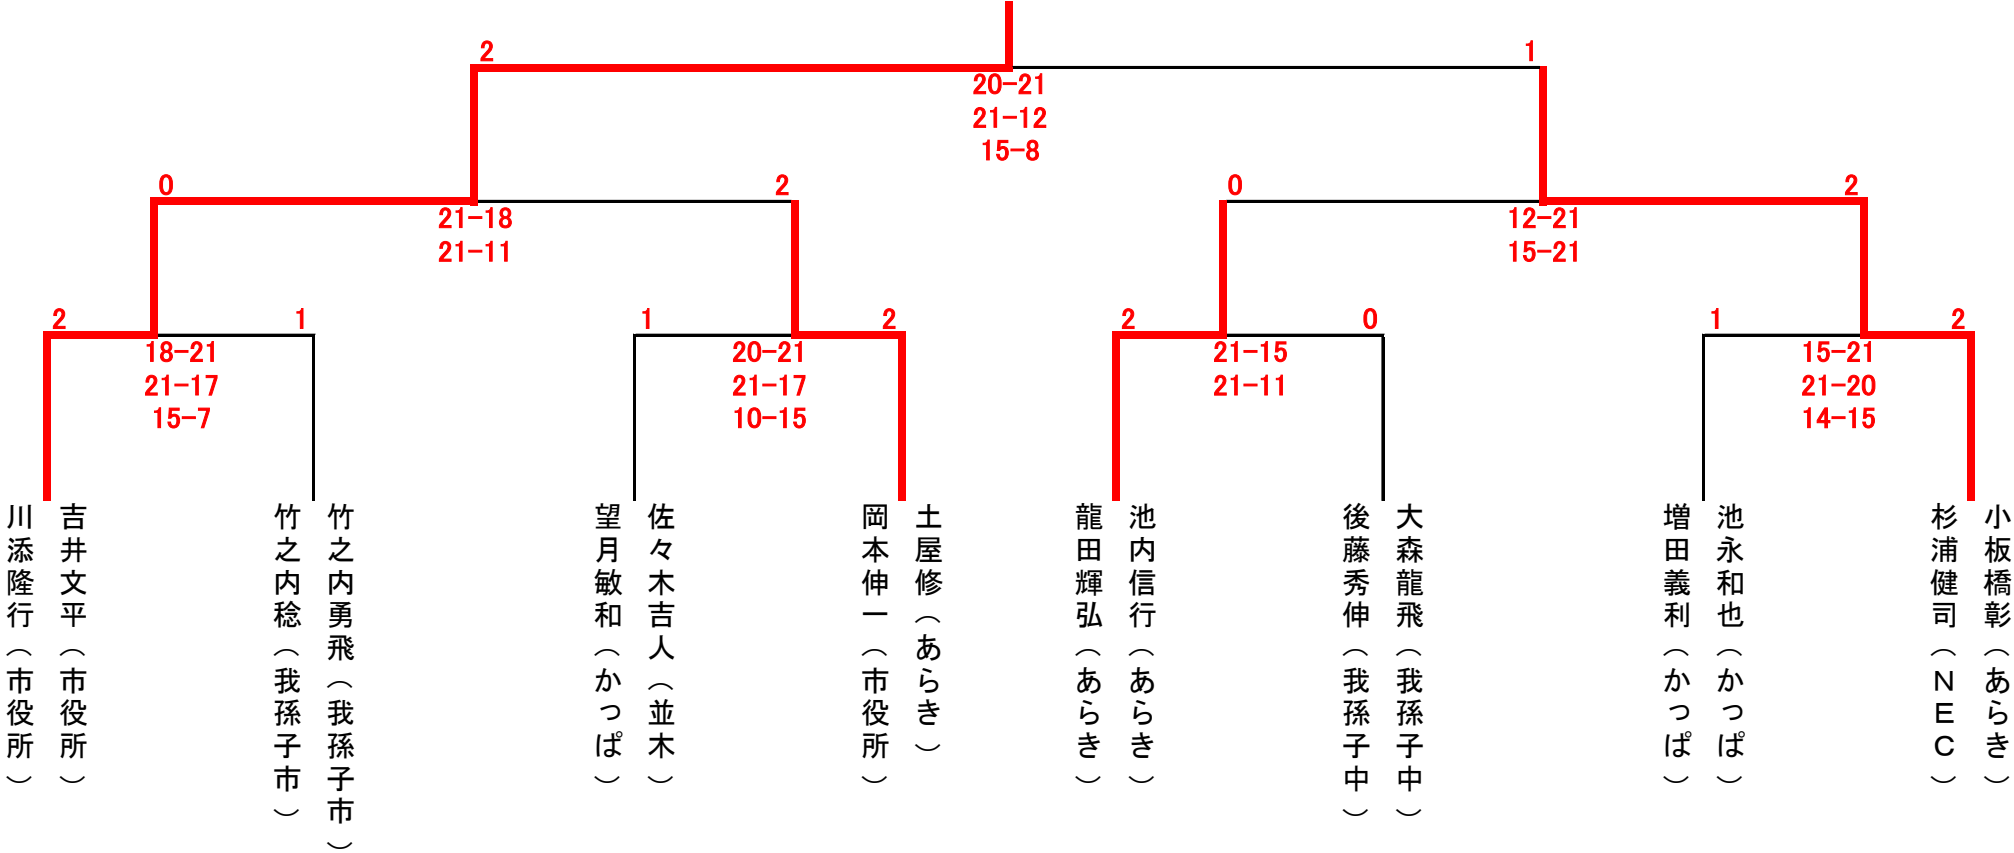 2
1
20-21
21-12
15-8
0
2
21-18
21-11
0
2
12-21
15-21
2
1
18-21
21-17
15-7
1
2
20-21
21-17
10-15
2
0
21-15
21-11
1
2
15-21
21-20
14-15
川添隆行（市役所）
吉井文平（市役所）
竹之内稔（我孫子市）
竹之内勇飛（我孫子市）
望月敏和（かっぱ）
佐々木吉人（並木）
岡本伸一（市役所）
土屋修（あらき）
龍田輝弘（あらき）
池内信行（あらき）
後藤秀伸（我孫子中）
大森龍飛（我孫子中）
増田義利（かっぱ）
池永和也（かっぱ）
杉浦健司（ＮＥＣ）
小板橋彰（あらき）